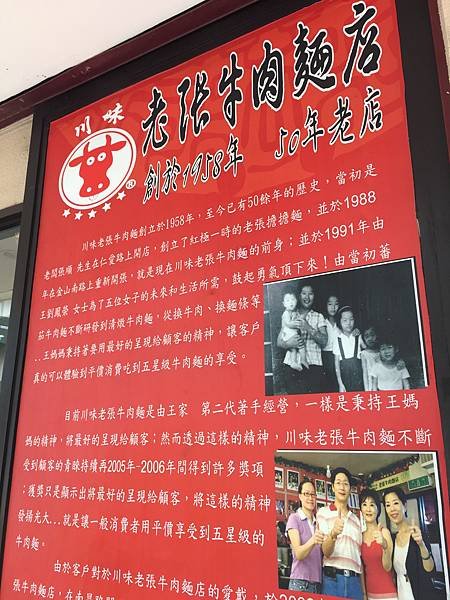 川味
老張牛肉麵店
創於1958年 50年老店
川味老張牛肉麵創立於1958年，至今已有50餘年的歷史，當初是
老闆張順 先生在仁愛路上開店，創立了紅極一時的老張擔擔麵，並於1988
年在金山南路上重新開張，就是現在川味老張牛肉麵的前身；並於1991年由
王劉鳳榮 女士為了五位女子的未來和生活所需，鼓起勇氣頂下來！由當初蕃
茄牛肉麵不斷研發到清燉牛肉麵，從換牛肉、換麵條等
..王媽媽秉持著要用最好的呈現給顧客的精神，讓客戶
真的可以體驗到平價消費吃到五星級牛肉麵的享受。
目前川味老張牛肉麵是由王家 第二代著手經營，一樣是秉持王媽
媽的精神，將最好的呈現給顧客；然而透過這樣的精神，川味老張牛肉麵不斷
受到顧客的青睞持續再2005年-2006年間得到許多獎項
；獲獎只是顯示出將最好的呈現給顧客，將這樣的精神
發揚光大...就是讓一般消費者用平價享受到五星級的
牛肉麵。
由於客戶對於川味老張牛肉麵店的愛戴，於200
張牛肉麵店，在南昌路開